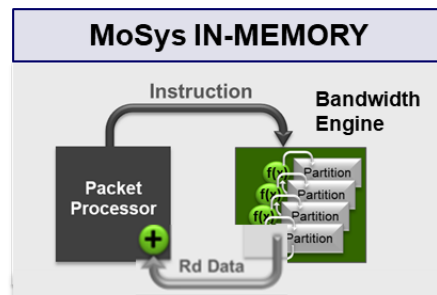 MoSys IN-MEMORY
Instruction
Bandwidth
Engine
Packet
Processor
f(x) Partition
f(x) Partition
f(x) Partition
Partition
+
Rd Data